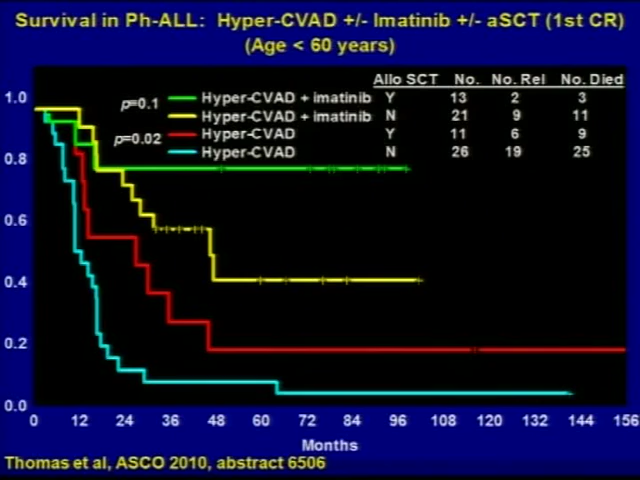 Survival in Ph-ALL: Hyper-CVAD +/- Imatinib +/- aSCT (1st CR)
(Age < 60 years)
Allo SCT No. No. Rel No. Died
p=0.1
Hyper-CVAD + imatinib Y 13 2 3
Hyper-CVAD + imatinib N 21 9 11
p=0.02
Hyper-CVAD Y 11 6 9
Hyper-CVAD N 26 19 25
1.0
0.8
0.6
0.4
0.2
0.0
0 12 24 36 48 60 72 84 96 108 120 132 144 156
Months
Thomas et al, ASCO 2010, abstract 6506